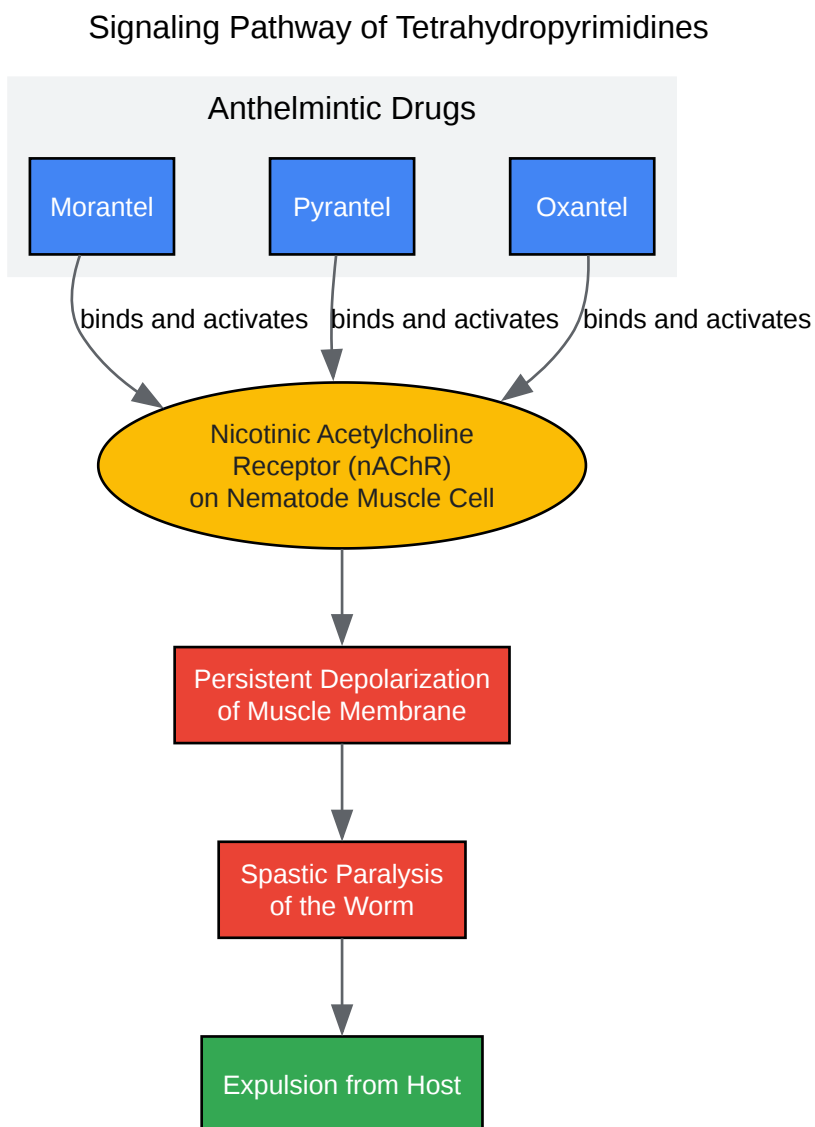 Signaling Pathway of Tetrahydropyrimidines
Anthelmintic Drugs
Morantel
Pyrantel
Oxantel
binds and activates
binds and activates
binds and activates
Nicotinic Acetylcholine
Receptor (nAChR)
on Nematode Muscle Cell
Persistent Depolarization
of Muscle Membrane
Spastic Paralysis
of the Worm
Expulsion from Host